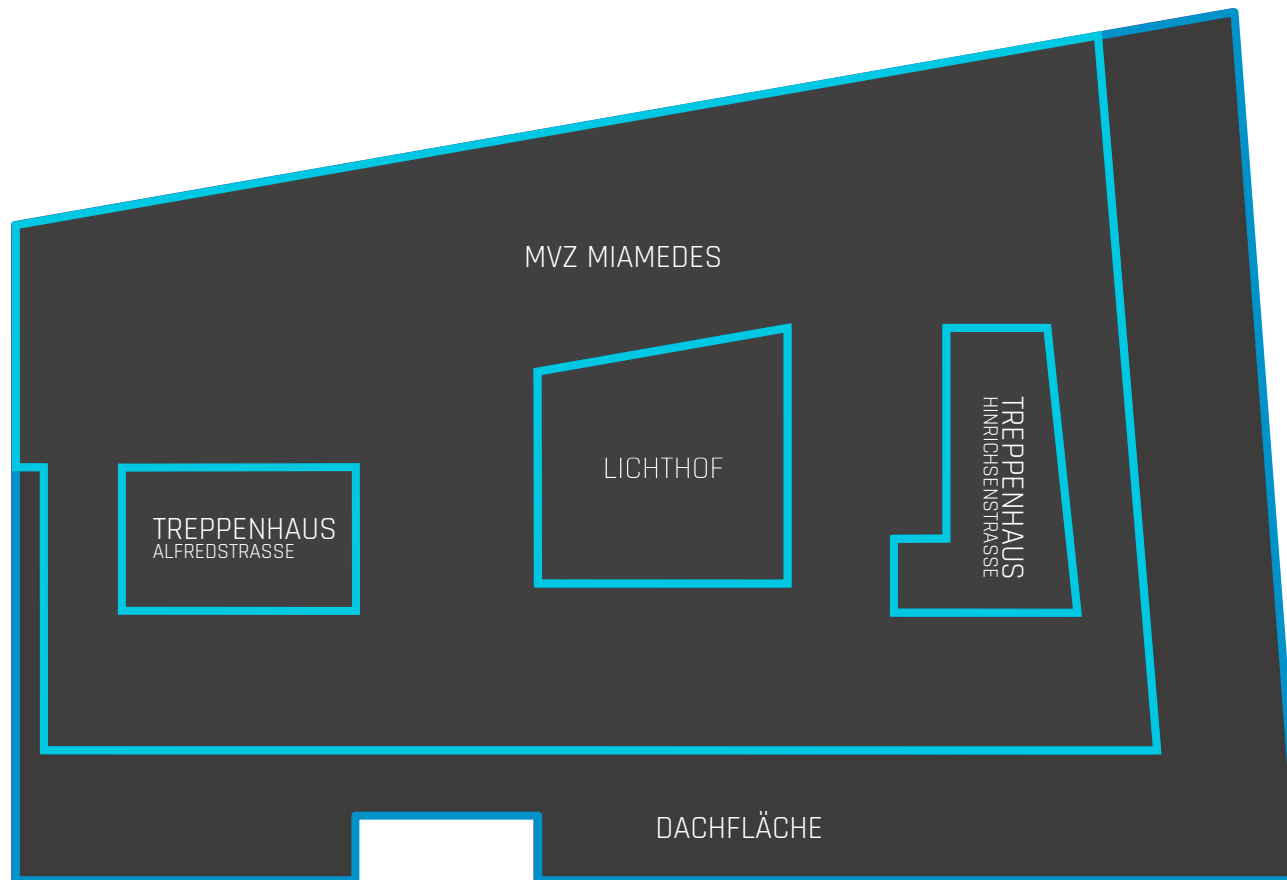 MVZ MIAMEDES
LICHTHOF
TREPPENHAUS
HINRICHSENSTRASSE
TREPPENHAUS
ALFREDSTRASSE
DACHFLÄCHE